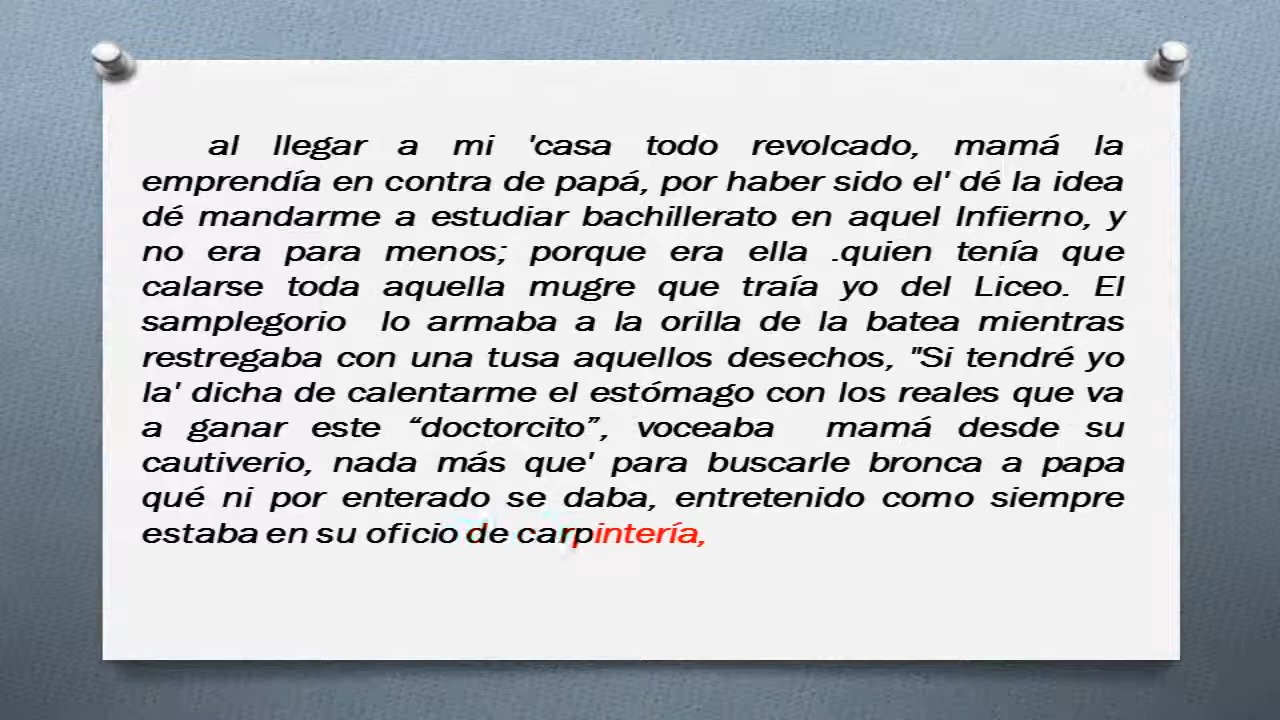 al llegar a mi 'casa todo revolcado, mamá la
emprendía en contra de papá, por haber sido el' dé la idea
dé mandarme a estudiar bachillerato en aquel Infierno, y
no era para menos; porque era ella .quien tenía que
calarse toda aquella mugre que traía yo del Liceo. El
samplegorio lo armaba a la orilla de la batea mientras
restregaba con una tusa aquellos desechos, "Si tendré yo
la' dicha de calentarme el estómago con los reales que va
a ganar este “doctorcito”, voceaba mamá desde su
cautiverio, nada más que' para buscarle bronca a papa
qué ni por enterado se daba, entretenido como siempre
estaba en su oficio de carpintería,